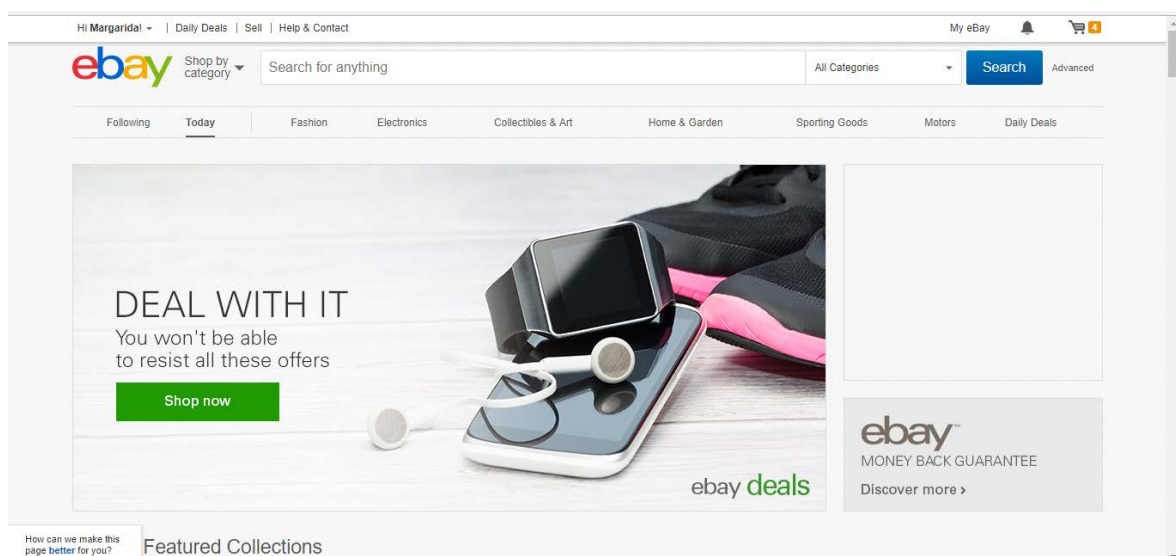 Hi Margarida! | Daily Deals | Sell | Help & Contact My eBay 4
ebay Shop by category Search for anything All Categories Search Advanced
Following Today Fashion Electronics Collectibles & Art Home & Garden Sporting Goods Motors Daily Deals
DEAL WITH IT
You won't be able
to resist all these offers
Shop now
ebay deals
ebay™
MONEY BACK GUARANTEE
Discover more ›
How can we make this
page better for you?
Featured Collections